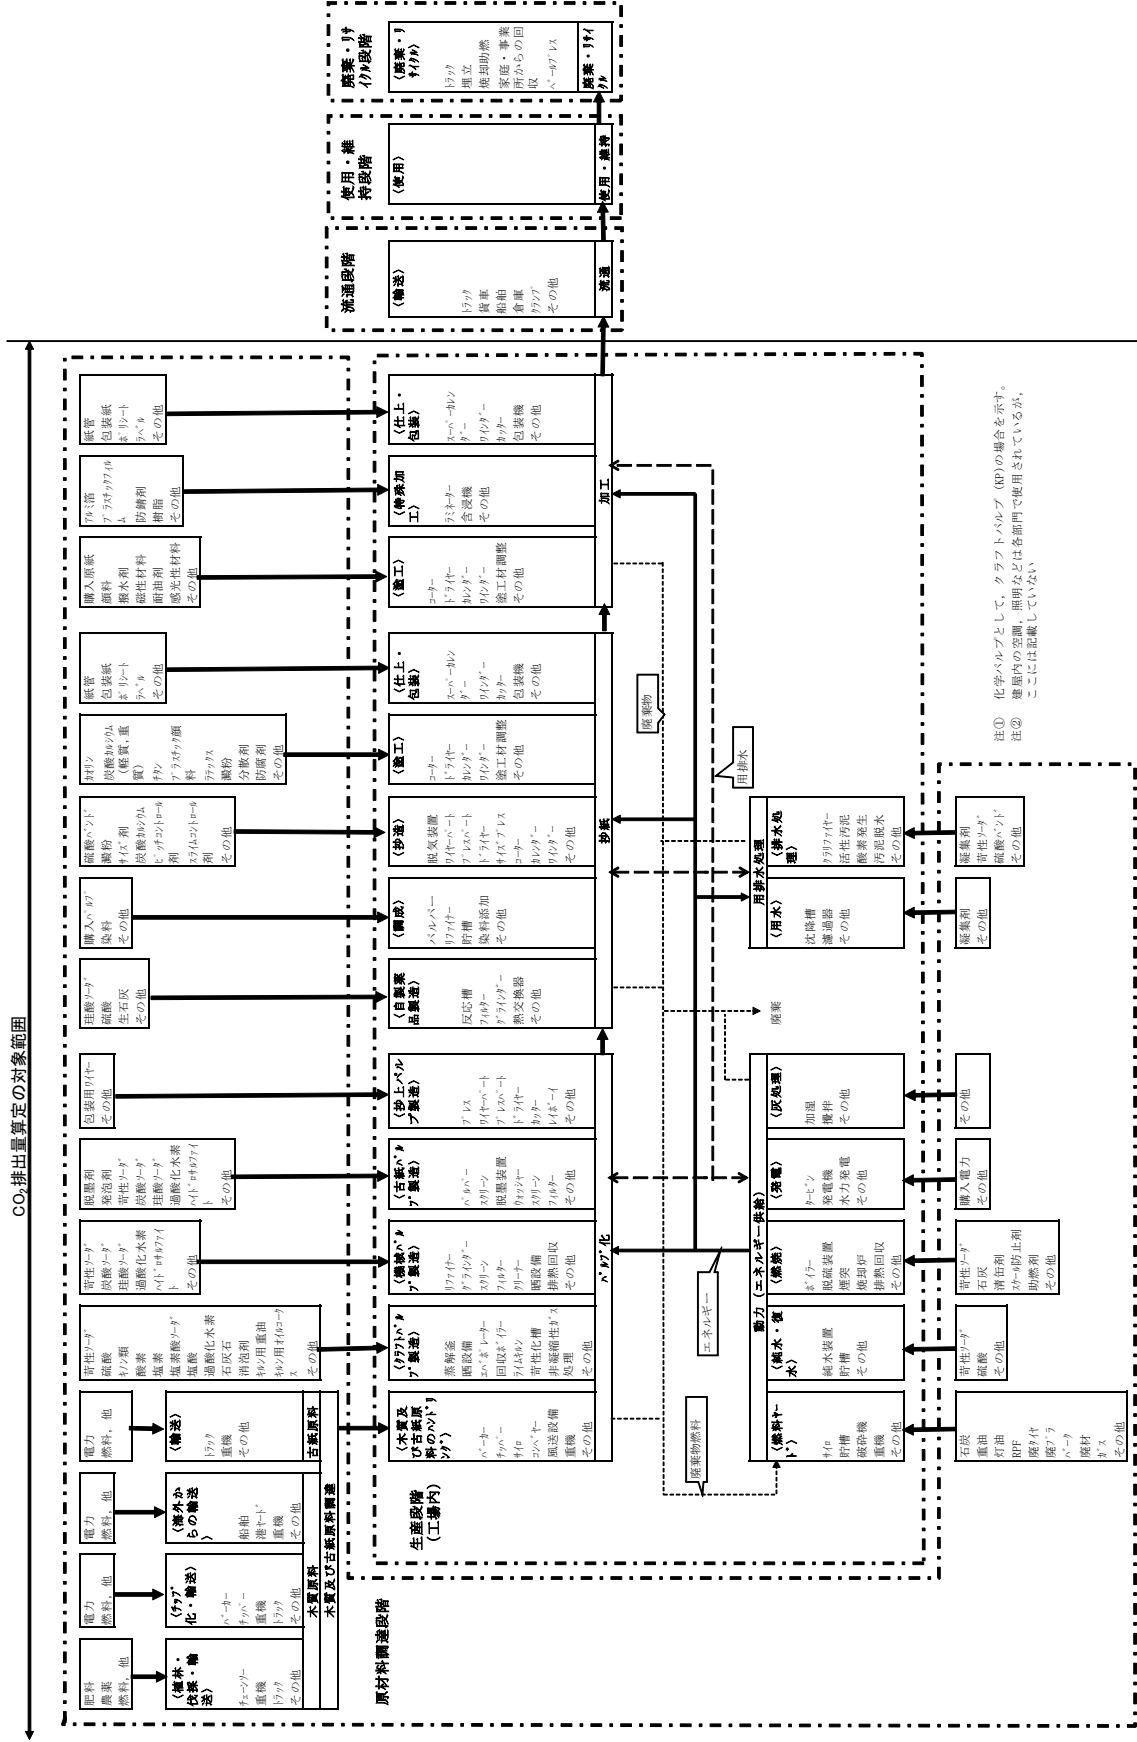 CO₂排出量算定の対象範囲
肥料
農薬
燃料，他
電力
燃料，他
電力
燃料，他
電力
燃料，他
〈植林・
伐採・輸
送〉
ﾁｪｰﾝｿｰ
重機
ﾄﾗｯｸ
その他
〈ﾁｯﾌﾟ
化・輸送〉
ﾊﾞｰｶｰ
ﾁｯﾊﾟｰ
重機
ﾄﾗｯｸ
その他
〈海外か
らの輸送
〉
船舶
港ﾔｰﾄﾞ
重機
その他
〈輸送〉
ﾄﾗｯｸ
重機
その他
木質原料
古紙原料
木質及び古紙原料調達
原材料調達段階
苛性ｿｰﾀﾞ
硫酸
ｷﾉﾝ類
酸素
塩素
塩素酸ｿｰﾀﾞ
塩酸
過酸化水素
石灰石
消泡剤
ｷﾙﾝ用重油
ｷﾙﾝ用ｵｲﾙｺｰｸ
ｽ
その他
苛性ｿｰﾀﾞ
炭酸ｿｰﾀﾞ
珪酸ｿｰﾀﾞ
過酸化水素
ﾊｲﾄﾞﾛｻﾙﾌｧｲ
ﾄ
その他
脱墨剤
発泡剤
苛性ｿｰﾀﾞ
炭酸ｿｰﾀﾞ
珪酸ｿｰﾀﾞ
過酸化水素
ﾊｲﾄﾞﾛｻﾙﾌｧｲ
ﾄ
その他
包装用ﾜｲﾔｰ
その他
珪酸ｿｰﾀﾞ
硫酸
生石灰
その他
購入ﾊﾟﾙﾌﾟ
染料
その他
硫酸ﾊﾞﾝﾄﾞ
澱粉
ｻｲｽﾞ剤
炭酸ｶﾙｼｳﾑ
ﾋﾟｯﾁｺﾝﾄﾛｰﾙ
剤
ｽﾗｲﾑｺﾝﾄﾛｰﾙ
剤
その他
ｶｵﾘﾝ
炭酸ｶﾙｼｳﾑ
（軽質，重
質）
ﾁﾀﾝ
ﾌﾟﾗｽﾁｯｸ顔
料
ﾗﾃｯｸｽ
澱粉
分散剤
防腐剤
その他
紙管
包装紙
ﾎﾟﾘｼｰﾄ
ﾗﾍﾞﾙ
その他
購入原紙
顔料
撥水剤
磁性材料
耐油剤
感光性材料
その他
ｱﾙﾐ箔
ﾌﾟﾗｽﾁｯｸﾌｨﾙ
ﾑ
防錆剤
樹脂
その他
紙管
包装紙
ﾎﾟﾘｼｰﾄ
ﾗﾍﾞﾙ
その他
生産段階
（工場内）
〈木質及
び古紙原
料のﾊﾝﾄﾞﾘ
ﾝｸﾞ〉
ﾊﾞｰｶｰ
ﾁｯﾊﾟｰ
ｻｲﾛ
ｺﾝﾍﾞﾔｰ
風送設備
重機
その他
〈ｸﾗﾌﾄﾊﾟﾙ
ﾌﾟ製造〉
蒸解釜
晒設備
ｴﾊﾞﾎﾟﾚｰﾀｰ
回収ﾎﾞｲﾗｰ
ﾗｲﾑｷﾙﾝ
苛性化槽
非凝縮性ｶﾞｽ
処理
その他
〈機械ﾊﾟﾙ
ﾌﾟ製造〉
ﾘﾌｧｲﾅｰ
ｸﾞﾗｲﾝﾀﾞｰ
ｽｸﾘｰﾝ
ﾌｨﾙﾀｰ
ｸﾘｰﾅｰ
晒設備
排熱回収
その他
〈古紙ﾊﾟﾙ
ﾌﾟ製造〉
ﾊﾟﾙﾊﾟｰ
ｽｸﾘｰﾝ
脱墨装置
ｳｫｯｼｬｰ
ｽｸﾘｰﾝ
ﾌｨﾙﾀｰ
その他
〈抄上パル
プ製造〉
ﾌﾟﾚｽ
ﾜｲﾔｰﾊﾟｰﾄ
ﾌﾟﾚｽﾊﾟｰﾄ
ﾄﾞﾗｲﾔｰ
ｶｯﾀｰ
ﾚｲﾎﾞｰｲ
その他
ﾊﾟﾙﾌﾟ化
〈自製薬
品製造〉
反応槽
ﾌｨﾙﾀｰ
ｸﾞﾗｲﾝﾀﾞｰ
熱交換器
その他
〈調成〉
パルパー
ﾘﾌｧｲﾅｰ
貯槽
染料添加
その他
〈抄造〉
脱気装置
ﾜｲﾔｰﾊﾟｰﾄ
ﾌﾟﾚｽﾊﾟｰﾄ
ﾄﾞﾗｲﾔｰ
ｻｲｽﾞﾌﾟﾚｽ
ｺｰﾀｰ
ｶﾚﾝﾀﾞｰ
ﾜｲﾝﾀﾞｰ
その他
〈塗工〉
ｺｰﾀｰ
ﾄﾞﾗｲﾔｰ
ｶﾚﾝﾀﾞｰ
ﾜｲﾝﾀﾞｰ
塗工材調整
その他
〈仕上・
包装〉
ｽｰﾊﾟｰｶﾚﾝ
ﾀﾞｰ
ﾜｲﾝﾀﾞｰ
ｶｯﾀｰ
包装機
その他
抄紙
〈塗工〉
ｺｰﾀｰ
ﾄﾞﾗｲﾔｰ
ｶﾚﾝﾀﾞｰ
ﾜｲﾝﾀﾞｰ
塗工材調整
その他
〈特殊加
工〉
ﾗﾐﾈｰﾀｰ
含浸機
その他
〈仕上・
包装〉
ｽｰﾊﾟｰｶﾚﾝ
ﾀﾞｰ
ﾜｲﾝﾀﾞｰ
ｶｯﾀｰ
包装機
その他
加工
流通段階
〈輸送〉
ﾄﾗｯｸ
貨車
船舶
倉庫
ｸﾗﾝﾌﾟ
その他
流通
使用・維
持段階
〈使用〉
使用・維持
廃棄・ﾘｻ
ｲｸﾙ段階
〈廃棄・ﾘ
ｻｲｸﾙ〉
ﾄﾗｯｸ
埋立
焼却助燃
家庭・事業
所からの回
収
ﾍﾞｰﾙﾌﾟﾚｽ
廃棄・ﾘｻｲ
ｸﾙ
廃棄物燃料
エネルギー
廃棄物
用排水
廃棄
動力（エネルギー供給）
〈燃料ヤー
ド〉
ｻｲﾛ
貯槽
破砕機
重機
その他
〈純水・復
水〉
純水装置
貯槽
その他
〈燃焼〉
ﾎﾞｲﾗｰ
脱硫装置
煙突
焼却炉
排熱回収
その他
〈発電〉
ﾀｰﾋﾞﾝ
発電機
水力発電
その他
〈灰処理〉
加湿
攪拌
その他
用排水処理
〈用水〉
沈降槽
濾過器
その他
〈排水処
理〉
ｸﾗﾘﾌｧｲﾔｰ
活性汚泥
酸素発生
汚泥脱水
その他
石炭
重油
灯油
RPF
廃ﾀｲﾔ
廃ﾌﾟﾗ
ﾊﾞｰｸ
廃材
ｶﾞｽ
その他
苛性ｿｰﾀﾞ
硫酸
その他
苛性ｿｰﾀﾞ
石灰
清缶剤
ｽｹｰﾙ防止剤
助燃剤
その他
購入電力
その他
その他
凝集剤
その他
凝集剤
苛性ｿｰﾀﾞ
硫酸ﾊﾞﾝﾄﾞ
その他
注① 化学パルプとして，クラフトパルプ（KP)の場合を示す。
注② 建屋内の空調，照明などは各部門で使用されているが，
ここには記載していない